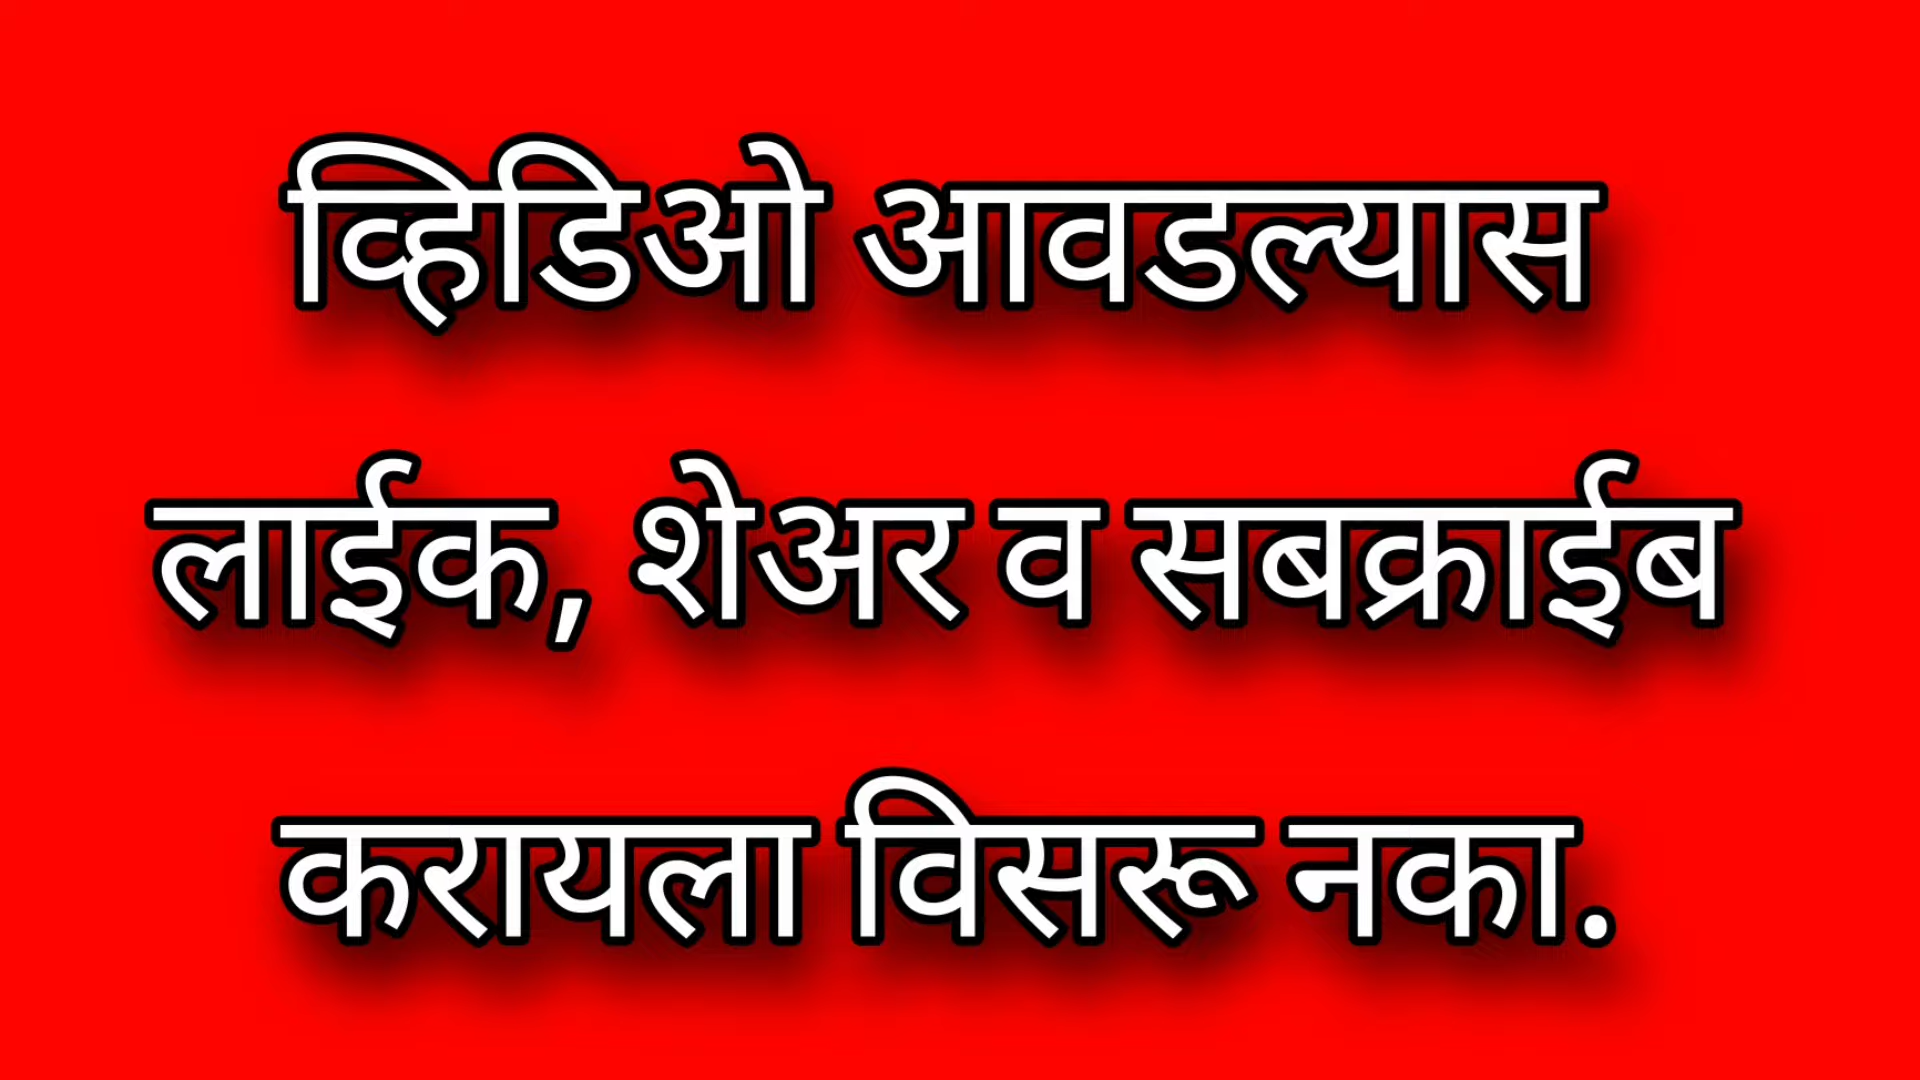 व्हिडिओ आवडल्यास
लाईक, शेअर व सबक्राईब
करायला विसरू नका.